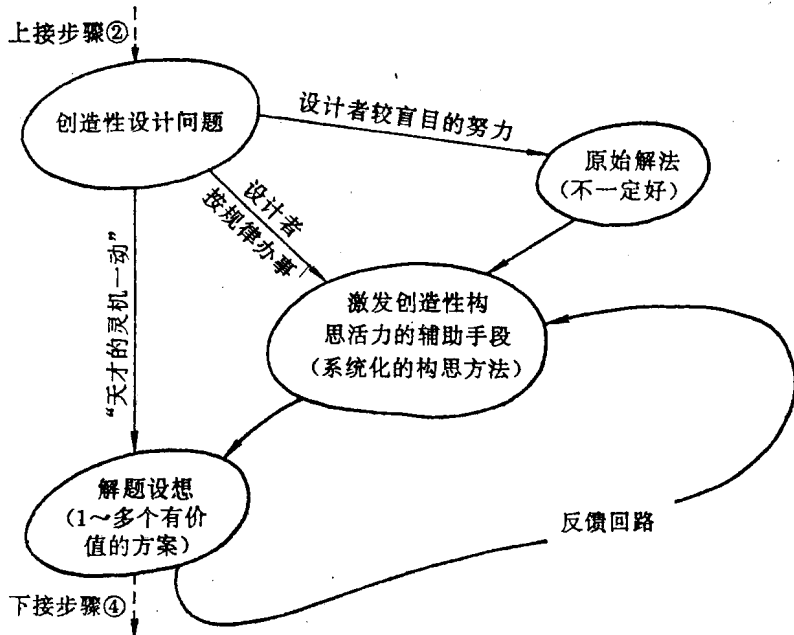 上接步骤②
创造性设计问题
设计者较盲目的努力
原始解法
（不一定好）
设计者
按规律办事
“天才的灵机一动”
激发创造性构
思活力的辅助手段
（系统化的构思方法）
解题设想
（1～多个有价
值的方案）
反馈回路
下接步骤④